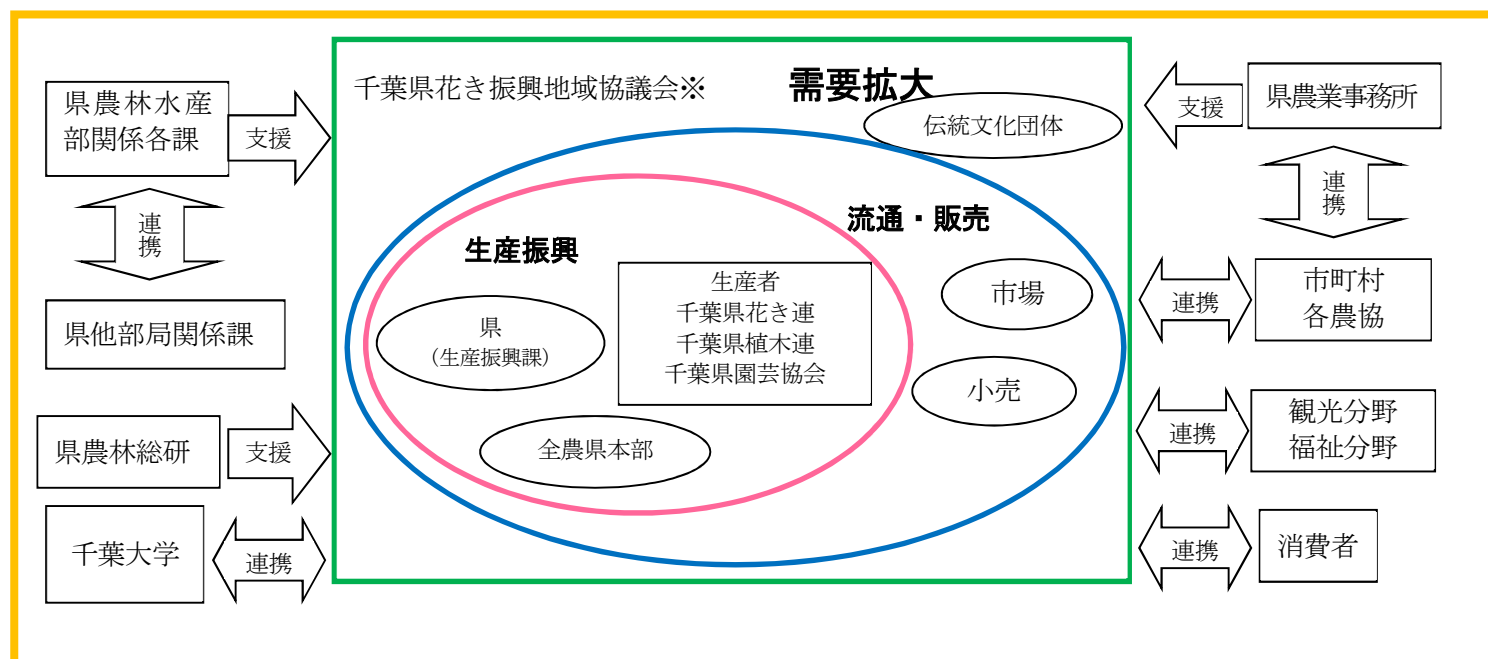 千葉県花き振興地域協議会※
需要拡大
伝統文化団体
県農林水産
部関係各課
支援
連
携
県他部局関係課
県農林総研
支援
千葉大学
連携
生産振興
県
（生産振興課）
生産者
千葉県花き連
千葉県植木連
千葉県園芸協会
全農県本部
流通・販売
市場
小売
支援
県農業事務所
連
携
連携
市町村
各農協
連携
観光分野
福祉分野
連携
消費者